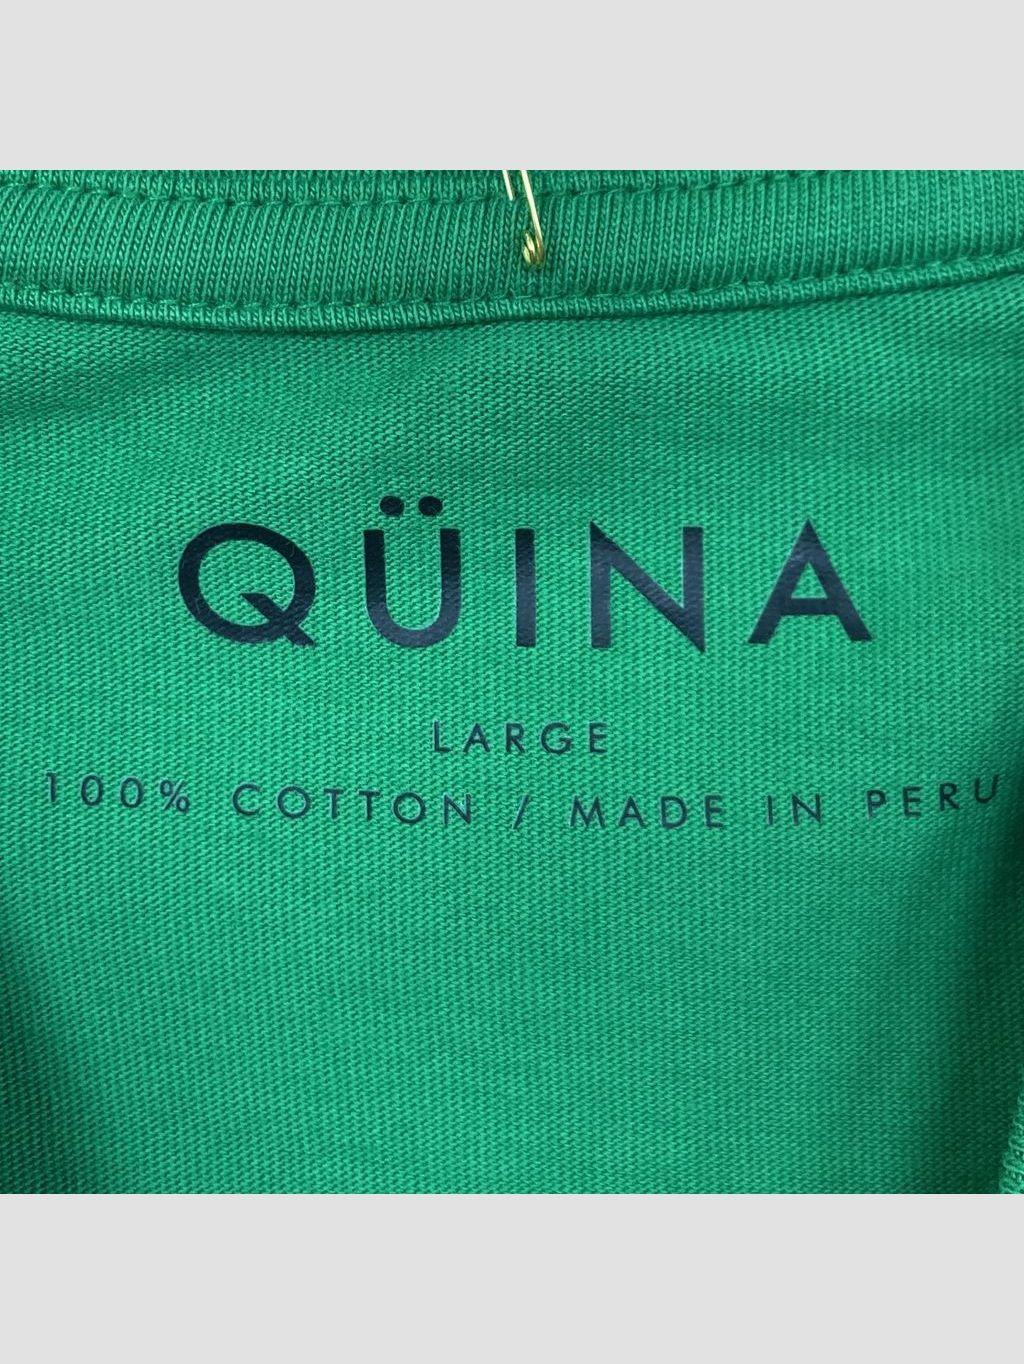 QÜINA
LARGE
100% COTTON / MADE IN PERU